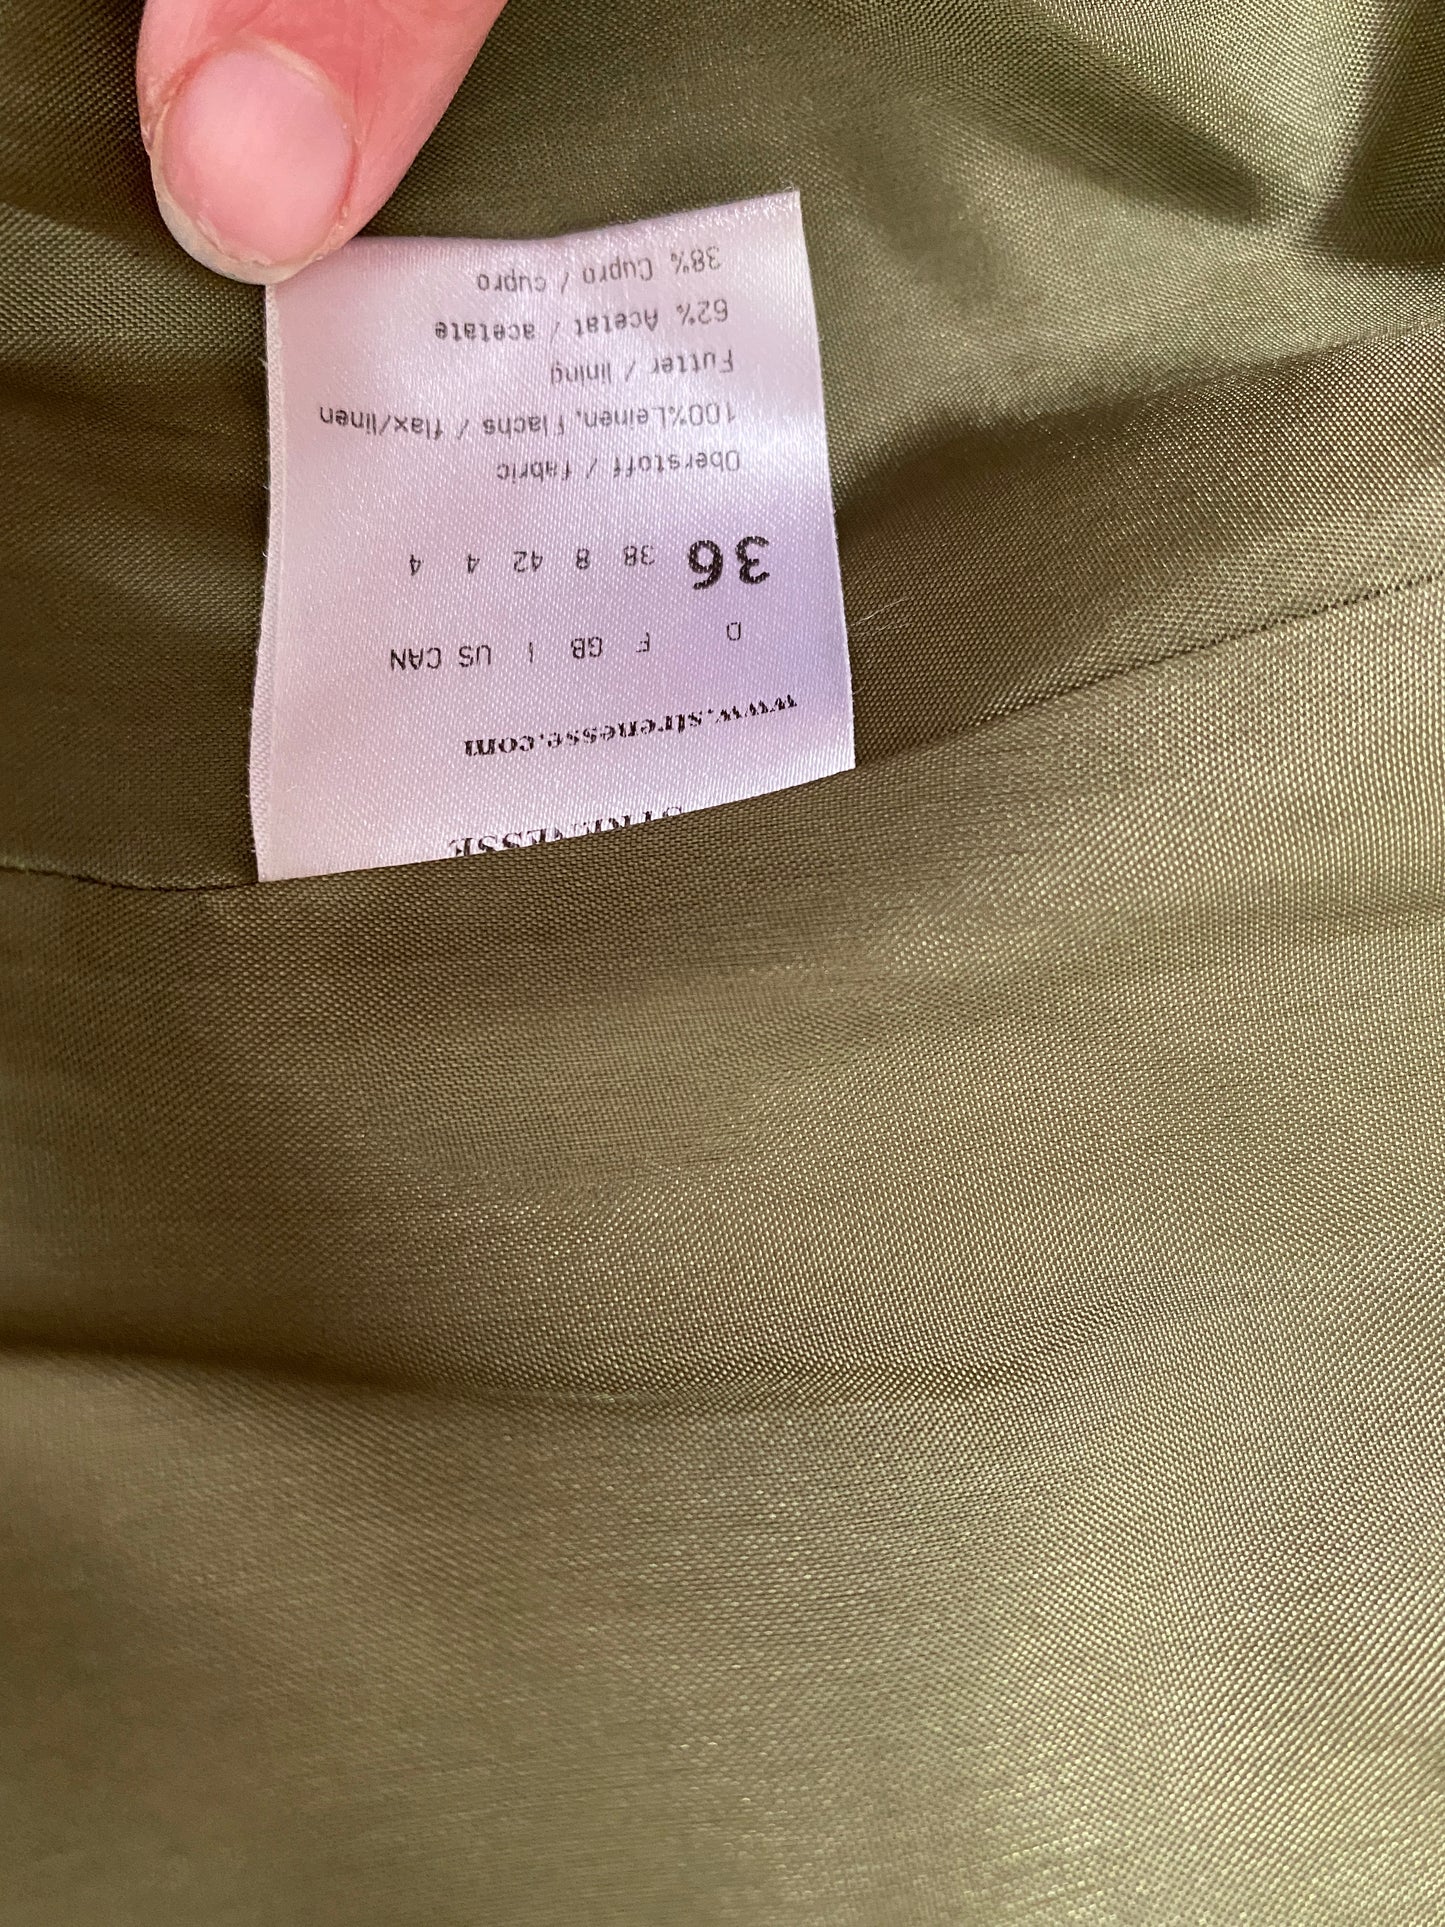 STRENESSE
www.strenesse.com
D F GB I US CAN
36 38 8 42 4 4
Oberstoff / fabric
100%Leinen, Flachs / flax/linen
Futter / lining
62% Acetat / acetate
38% Cupro / cupro